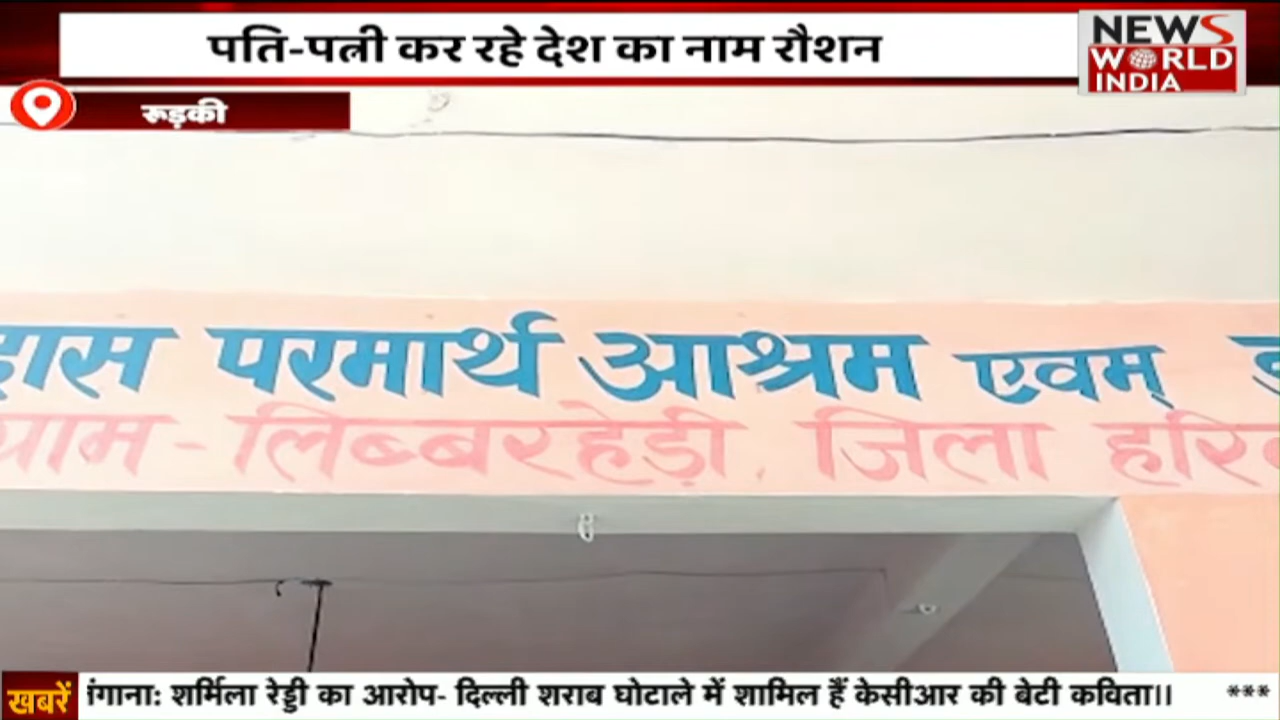 पति-पत्नी कर रहे देश का नाम रौशन
NEWS
WORLD
INDIA
रूड़की
परमार्थ आश्रम एवम्
ग्राम - लिब्बरहेड़ी, जिला
खबरें
शर्मिला रेड्डी का आरोप- दिल्ली शराब घोटाले में शामिल हैं केसीआर की बेटी कविता।। ***